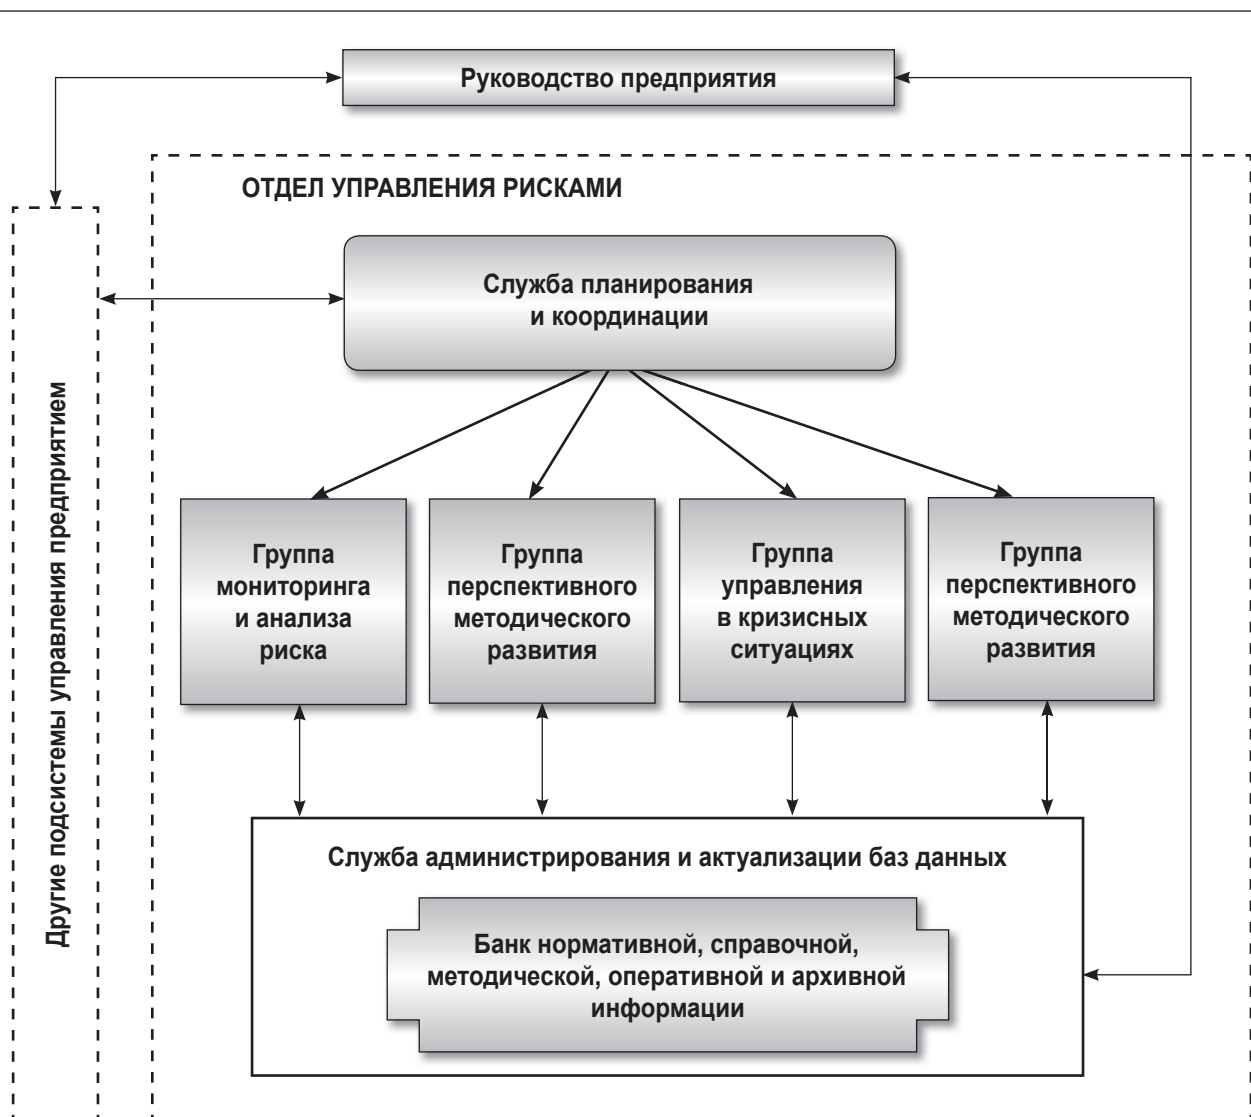 Руководство предприятия
ОТДЕЛ УПРАВЛЕНИЯ РИСКАМИ
Служба планирования
и координации
Другие подсистемы управления предприятием
Группа
мониторинга
и анализа
риска
Группа
перспективного
методического
развития
Группа
управления
в кризисных
ситуациях
Группа
перспективного
методического
развития
Служба администрирования и актуализации баз данных
Банк нормативной, справочной,
методической, оперативной и архивной
информации